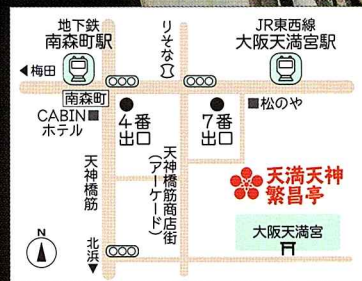 地下鉄
南森町駅
りそな
JR東西線
大阪天満宮駅
◀梅田
南森町
CABIN
ホテル
4番
出口
7番
出口
松のや
天神橋筋
天神橋筋商店街
(アーケード)
天満天神
繁昌亭
大阪天満宮
N
北浜▼